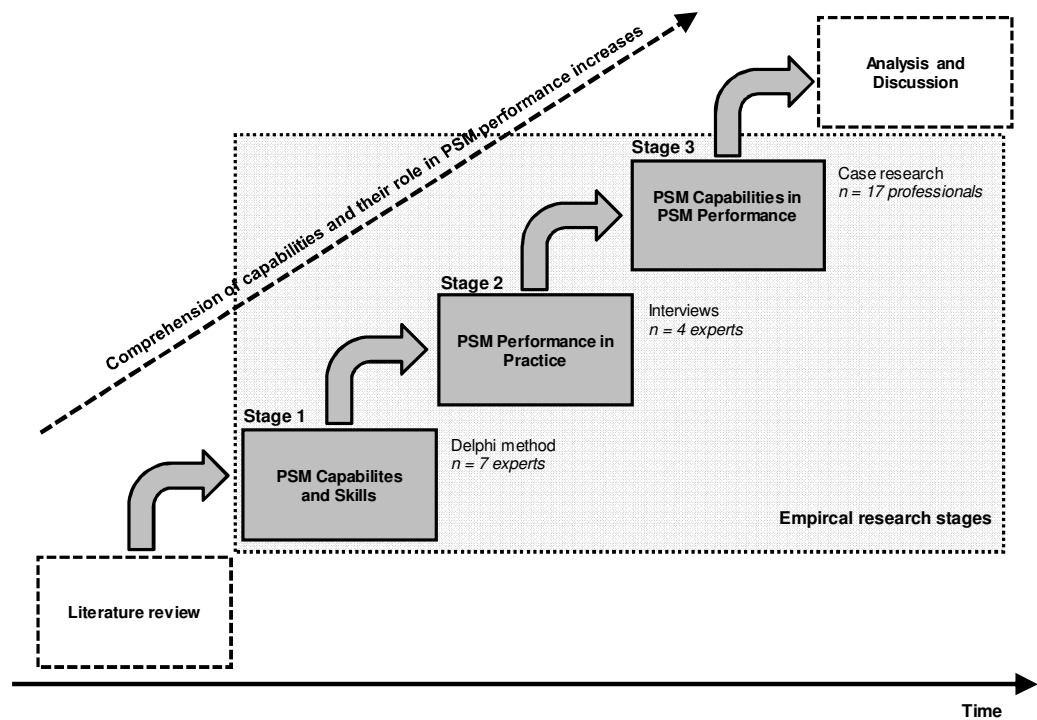 Comprehension of capabilities and their role in PSM performance increases
Analysis and
Discussion
Stage 3
PSM Capabilities in
PSM Performance
Case research
n = 17 professionals
Stage 2
PSM Performance in
Practice
Interviews
n = 4 experts
Stage 1
PSM Capabilites
and Skills
Delphi method
n = 7 experts
Empircal research stages
Literature review
Time